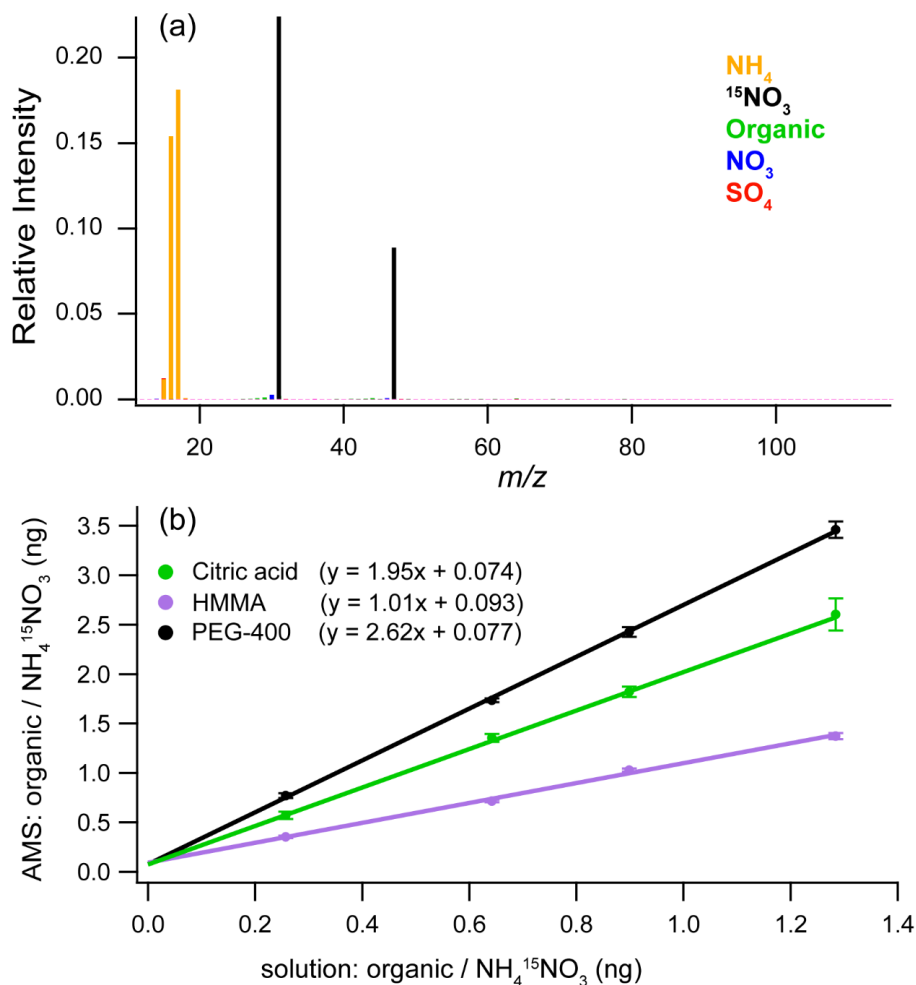 (a)
0.20
0.15
0.10
0.05
0.00
Relative Intensity
NH₄
¹⁵NO₃
Organic
NO₃
SO₄
20 40 60 80 100
m/z
(b)
3.5
3.0
2.5
2.0
1.5
1.0
0.5
0.0
AMS: organic / NH₄¹⁵NO₃ (ng)
Citric acid (y = 1.95x + 0.074)
HMMA (y = 1.01x + 0.093)
PEG-400 (y = 2.62x + 0.077)
0.0 0.2 0.4 0.6 0.8 1.0 1.2 1.4
solution: organic / NH₄¹⁵NO₃ (ng)